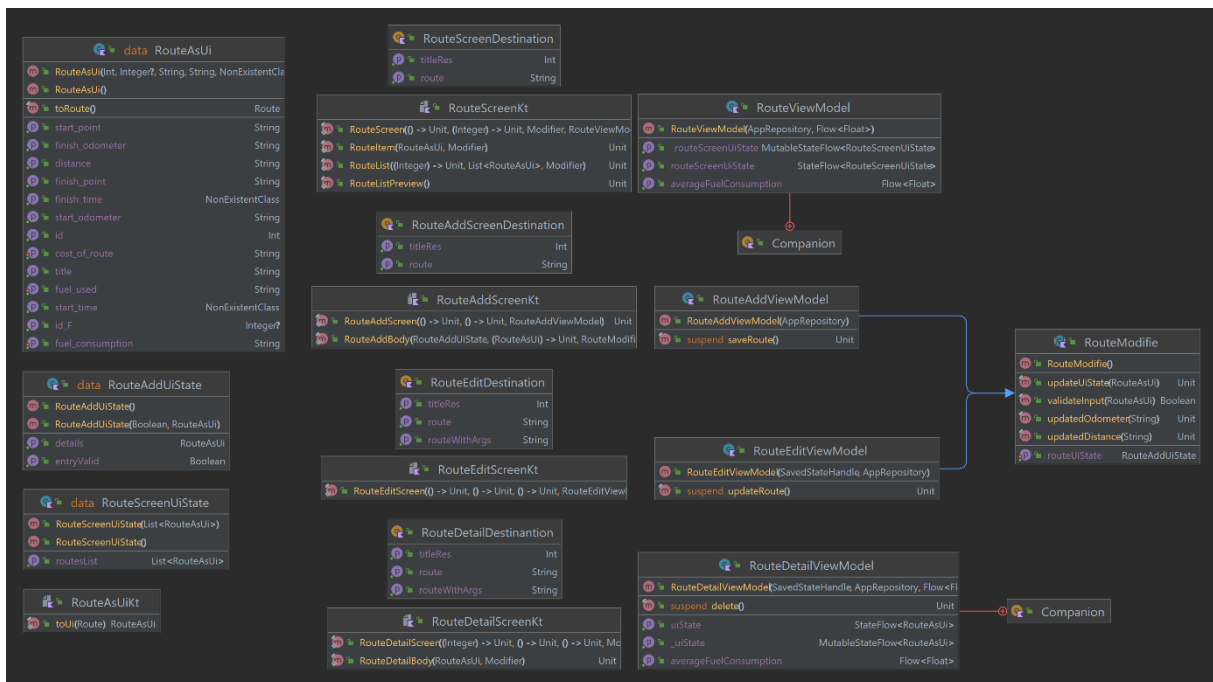 data RouteAsUi
RouteAsUi(Int, Integer?, String, String, NonExistentCla
RouteAsUi()
toRoute() Route
start_point String
finish_odometer String
distance String
finish_point String
finish_time NonExistentClass
start_odometer String
id Int
cost_of_route String
title String
fuel_used String
start_time NonExistentClass
id_F Integer?
fuel_consumption String
data RouteAddUiState
RouteAddUiState()
RouteAddUiState(Boolean, RouteAsUi)
details RouteAsUi
entryValid Boolean
data RouteScreenUiState
RouteScreenUiState(List<RouteAsUi>)
RouteScreenUiState()
routesList List<RouteAsUi>
RouteAsUiKt
toUi(Route) RouteAsUi
RouteScreenDestination
titleRes Int
route String
RouteScreenKt
RouteScreen(() -> Unit, (Integer) -> Unit, Modifier, RouteViewMo
RouteItem(RouteAsUi, Modifier) Unit
RouteList((Integer) -> Unit, List<RouteAsUi>, Modifier) Unit
RouteListPreview() Unit
RouteAddScreenDestination
titleRes Int
route String
RouteAddScreenKt
RouteAddScreen(() -> Unit, () -> Unit, RouteAddViewModel) Unit
RouteAddBody(RouteAddUiState, (RouteAsUi) -> Unit, RouteModifi
RouteEditDestination
titleRes Int
route String
routeWithArgs String
RouteEditScreenKt
RouteEditScreen(() -> Unit, () -> Unit, () -> Unit, RouteEditView
RouteDetailDestinantion
titleRes Int
route String
routeWithArgs String
RouteDetailScreenKt
RouteDetailScreen((Integer) -> Unit, () -> Unit, () -> Unit, Mo
RouteDetailBody(RouteAsUi, Modifier) Unit
RouteViewModel
RouteViewModel(AppRepository, Flow<Float>)
_routeScreenUiState MutableStateFlow<RouteScreenUiState>
routeScreenUiState StateFlow<RouteScreenUiState>
averageFuelConsumption Flow<Float>
Companion
RouteAddViewModel
RouteAddViewModel(AppRepository)
suspend saveRoute() Unit
RouteEditViewModel
RouteEditViewModel(SavedStateHandle, AppRepository)
suspend updateRoute() Unit
RouteDetailViewModel
RouteDetailViewModel(SavedStateHandle, AppRepository, Flow<Fl
suspend delete() Unit
uiState StateFlow<RouteAsUi>
_uiState MutableStateFlow<RouteAsUi>
averageFuelConsumption Flow<Float>
Companion
RouteModifie
RouteModifie()
updateUiState(RouteAsUi) Unit
validateInput(RouteAsUi) Boolean
updatedOdometer(String) Unit
updatedDistance(String) Unit
routeUiState RouteAddUiState